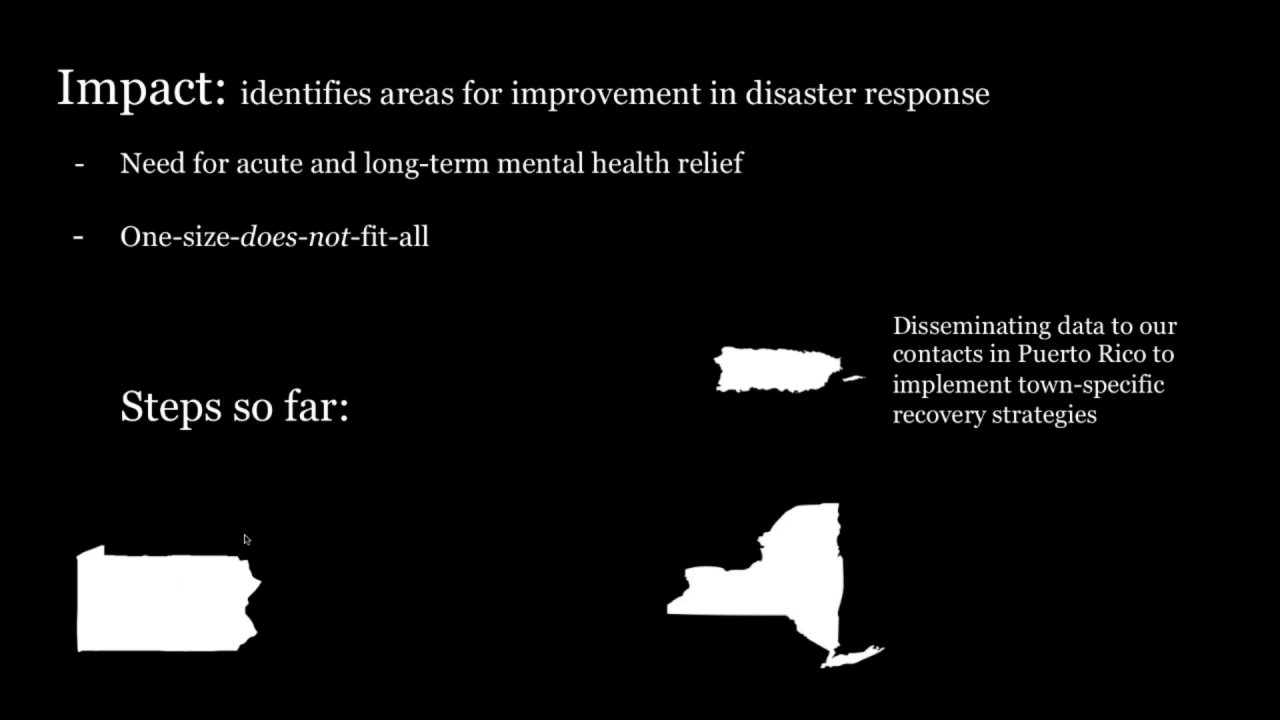 Impact: identifies areas for improvement in disaster response
- Need for acute and long-term mental health relief
- One-size-does-not-fit-all
Disseminating data to our
contacts in Puerto Rico to
implement town-specific
recovery strategies
Steps so far: